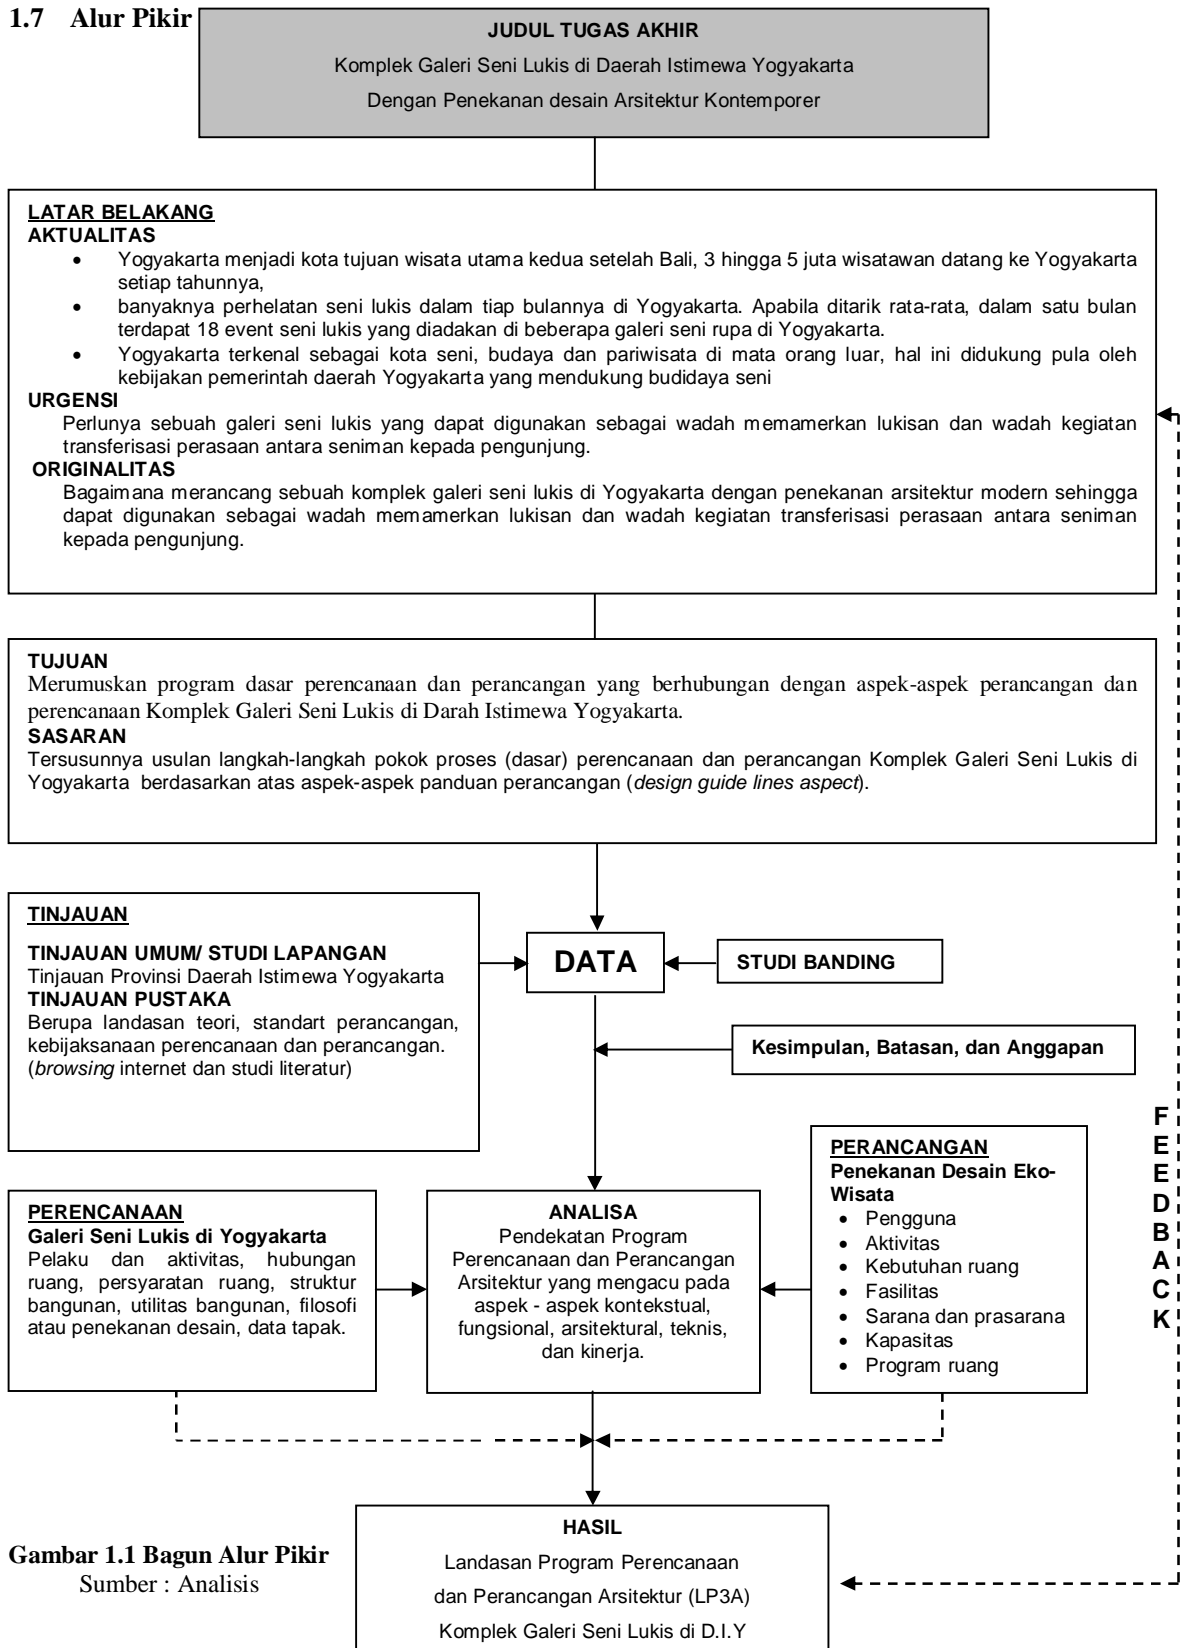 1.7 Alur Pikir
JUDUL TUGAS AKHIR
Komplek Galeri Seni Lukis di Daerah Istimewa Yogyakarta
Dengan Penekanan desain Arsitektur Kontemporer
LATAR BELAKANG
AKTUALITAS
• Yogyakarta menjadi kota tujuan wisata utama kedua setelah Bali, 3 hingga 5 juta wisatawan datang ke Yogyakarta
setiap tahunnya,
• banyaknya perhelatan seni lukis dalam tiap bulannya di Yogyakarta. Apabila ditarik rata-rata, dalam satu bulan
terdapat 18 event seni lukis yang diadakan di beberapa galeri seni rupa di Yogyakarta.
• Yogyakarta terkenal sebagai kota seni, budaya dan pariwisata di mata orang luar, hal ini didukung pula oleh
kebijakan pemerintah daerah Yogyakarta yang mendukung budidaya seni
URGENSI
Perlunya sebuah galeri seni lukis yang dapat digunakan sebagai wadah memamerkan lukisan dan wadah kegiatan
transferisasi perasaan antara seniman kepada pengunjung.
ORIGINALITAS
Bagaimana merancang sebuah komplek galeri seni lukis di Yogyakarta dengan penekanan arsitektur modern sehingga
dapat digunakan sebagai wadah memamerkan lukisan dan wadah kegiatan transferisasi perasaan antara seniman
kepada pengunjung.
TUJUAN
Merumuskan program dasar perencanaan dan perancangan yang berhubungan dengan aspek-aspek perancangan dan
perencanaan Komplek Galeri Seni Lukis di Darah Istimewa Yogyakarta.
SASARAN
Tersusunnya usulan langkah-langkah pokok proses (dasar) perencanaan dan perancangan Komplek Galeri Seni Lukis di
Yogyakarta berdasarkan atas aspek-aspek panduan perancangan (design guide lines aspect).
TINJAUAN
TINJAUAN UMUM/ STUDI LAPANGAN
Tinjauan Provinsi Daerah Istimewa Yogyakarta
TINJAUAN PUSTAKA
Berupa landasan teori, standart perancangan,
kebijaksanaan perencanaan dan perancangan.
(browsing internet dan studi literatur)
DATA
STUDI BANDING
Kesimpulan, Batasan, dan Anggapan
PERENCANAAN
Galeri Seni Lukis di Yogyakarta
Pelaku dan aktivitas, hubungan
ruang, persyaratan ruang, struktur
bangunan, utilitas bangunan, filosofi
atau penekanan desain, data tapak.
ANALISA
Pendekatan Program
Perencanaan dan Perancangan
Arsitektur yang mengacu pada
aspek - aspek kontekstual,
fungsional, arsitektural, teknis,
dan kinerja.
PERANCANGAN
Penekanan Desain Eko-
Wisata
• Pengguna
• Aktivitas
• Kebutuhan ruang
• Fasilitas
• Sarana dan prasarana
• Kapasitas
• Program ruang
F
E
E
D
B
A
C
K
HASIL
Landasan Program Perencanaan
dan Perancangan Arsitektur (LP3A)
Komplek Galeri Seni Lukis di D.I.Y
Gambar 1.1 Bagun Alur Pikir
Sumber : Analisis